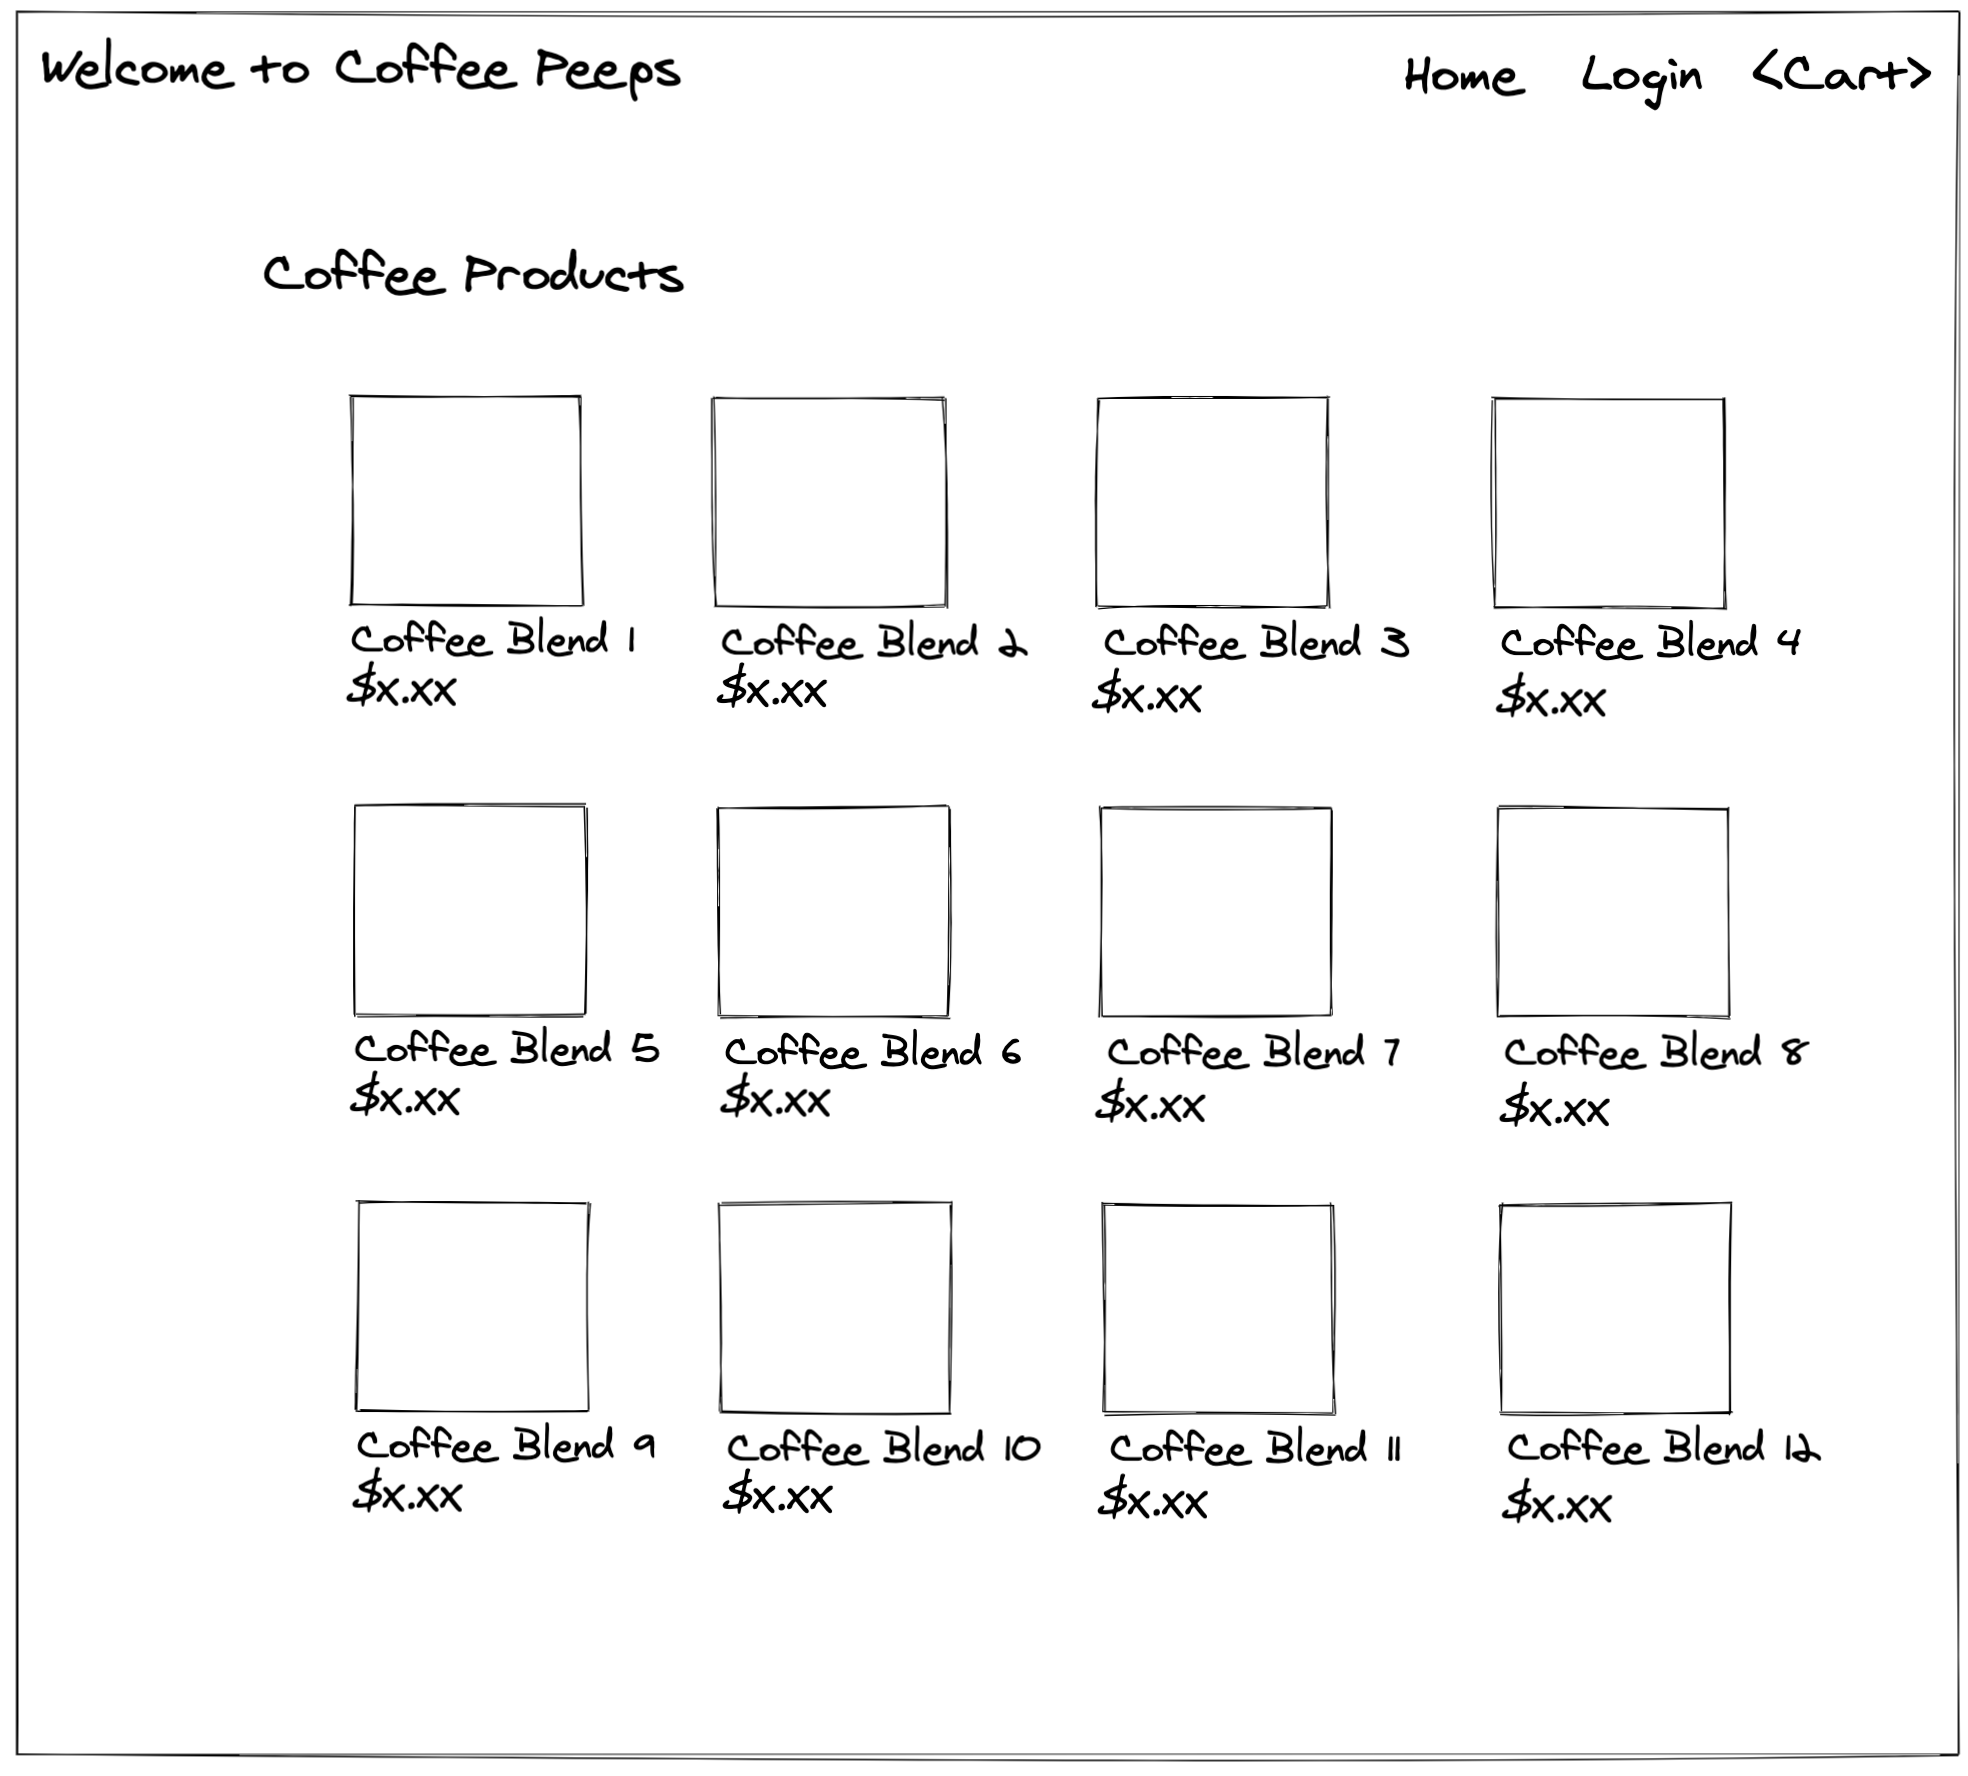 Welcome to Coffee Peeps
Home Login <Cart>
Coffee Products
Coffee Blend 1
$x.xx
Coffee Blend 2
$x.xx
Coffee Blend 3
$x.xx
Coffee Blend 4
$x.xx
Coffee Blend 5
$x.xx
Coffee Blend 6
$x.xx
Coffee Blend 7
$x.xx
Coffee Blend 8
$x.xx
Coffee Blend 9
$x.xx
Coffee Blend 10
$x.xx
Coffee Blend 11
$x.xx
Coffee Blend 12
$x.xx